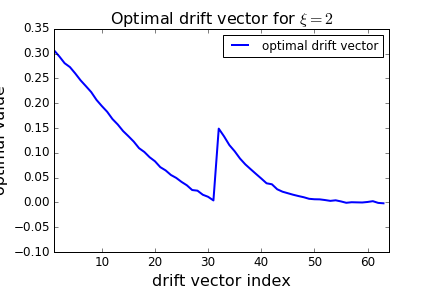 Optimal drift vector for ξ = 2
optimal drift vector
0.35
0.30
0.25
0.20
0.15
0.10
0.05
0.00
−0.05
−0.10
optimal value
10 20 30 40 50 60
drift vector index